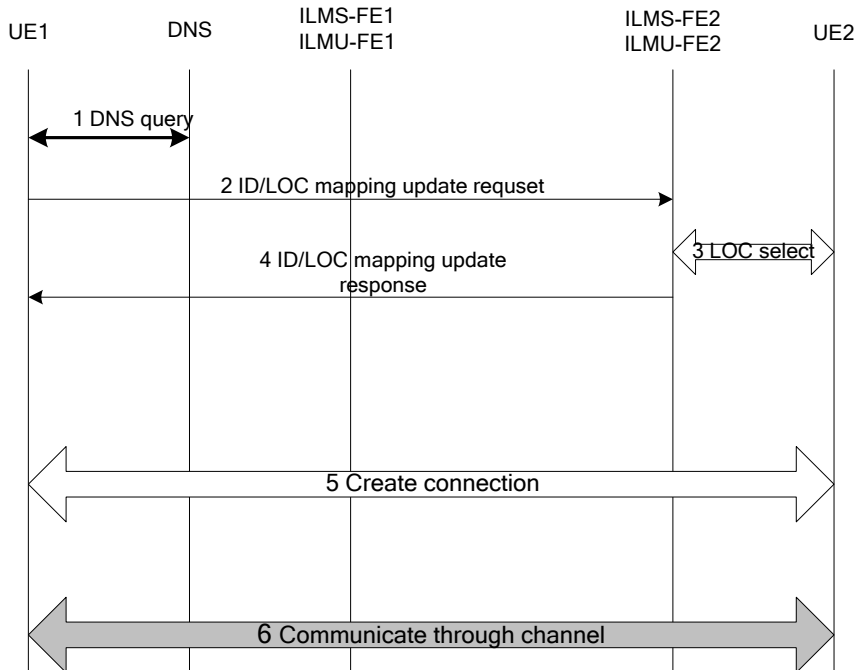 UE1
DNS
ILMS-FE1
ILMU-FE1
ILMS-FE2
ILMU-FE2
UE2
1 DNS query
2 ID/LOC mapping update requset
3 LOC select
4 ID/LOC mapping update
response
5 Create connection
6 Communicate through channel